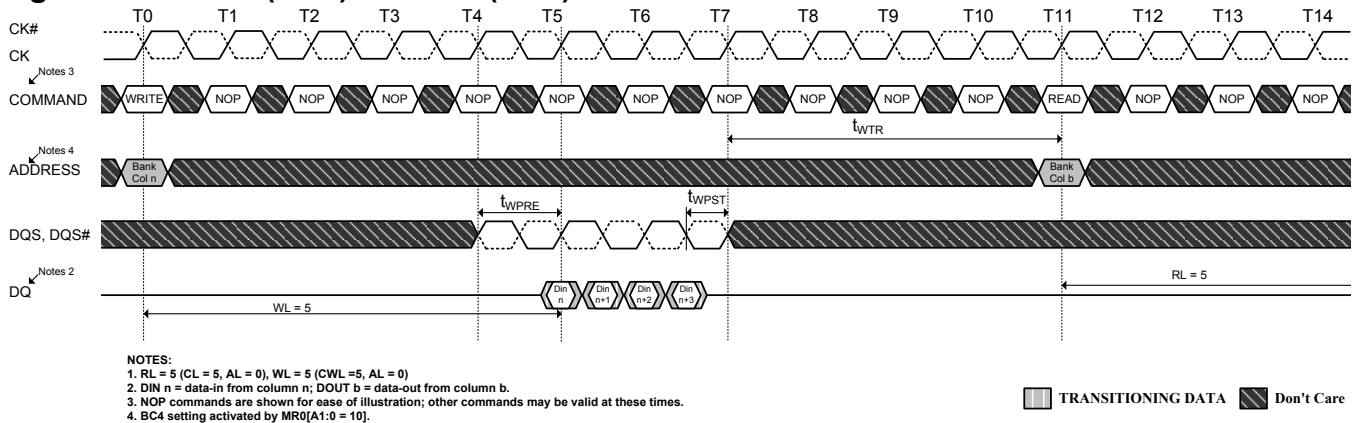 T0 T1 T2 T3 T4 T5 T6 T7 T8 T9 T10 T11 T12 T13 T14
CK#
CK
Notes 3
COMMAND WRITE NOP NOP NOP NOP NOP NOP NOP NOP NOP NOP READ NOP NOP NOP
tWTR
Notes 4
ADDRESS
Bank Bank
Col n Col b
tWPRE tWPST
DQS, DQS#
Notes 2
DQ
Din Din Din Din
n n+1 n+2 n+3
RL = 5
WL = 5
NOTES:
1. RL = 5 (CL = 5, AL = 0), WL = 5 (CWL =5, AL = 0)
2. DIN n = data-in from column n; DOUT b = data-out from column b.
3. NOP commands are shown for ease of illustration; other commands may be valid at these times.
4. BC4 setting activated by MR0[A1:0 = 10].
TRANSITIONING DATA Don't Care